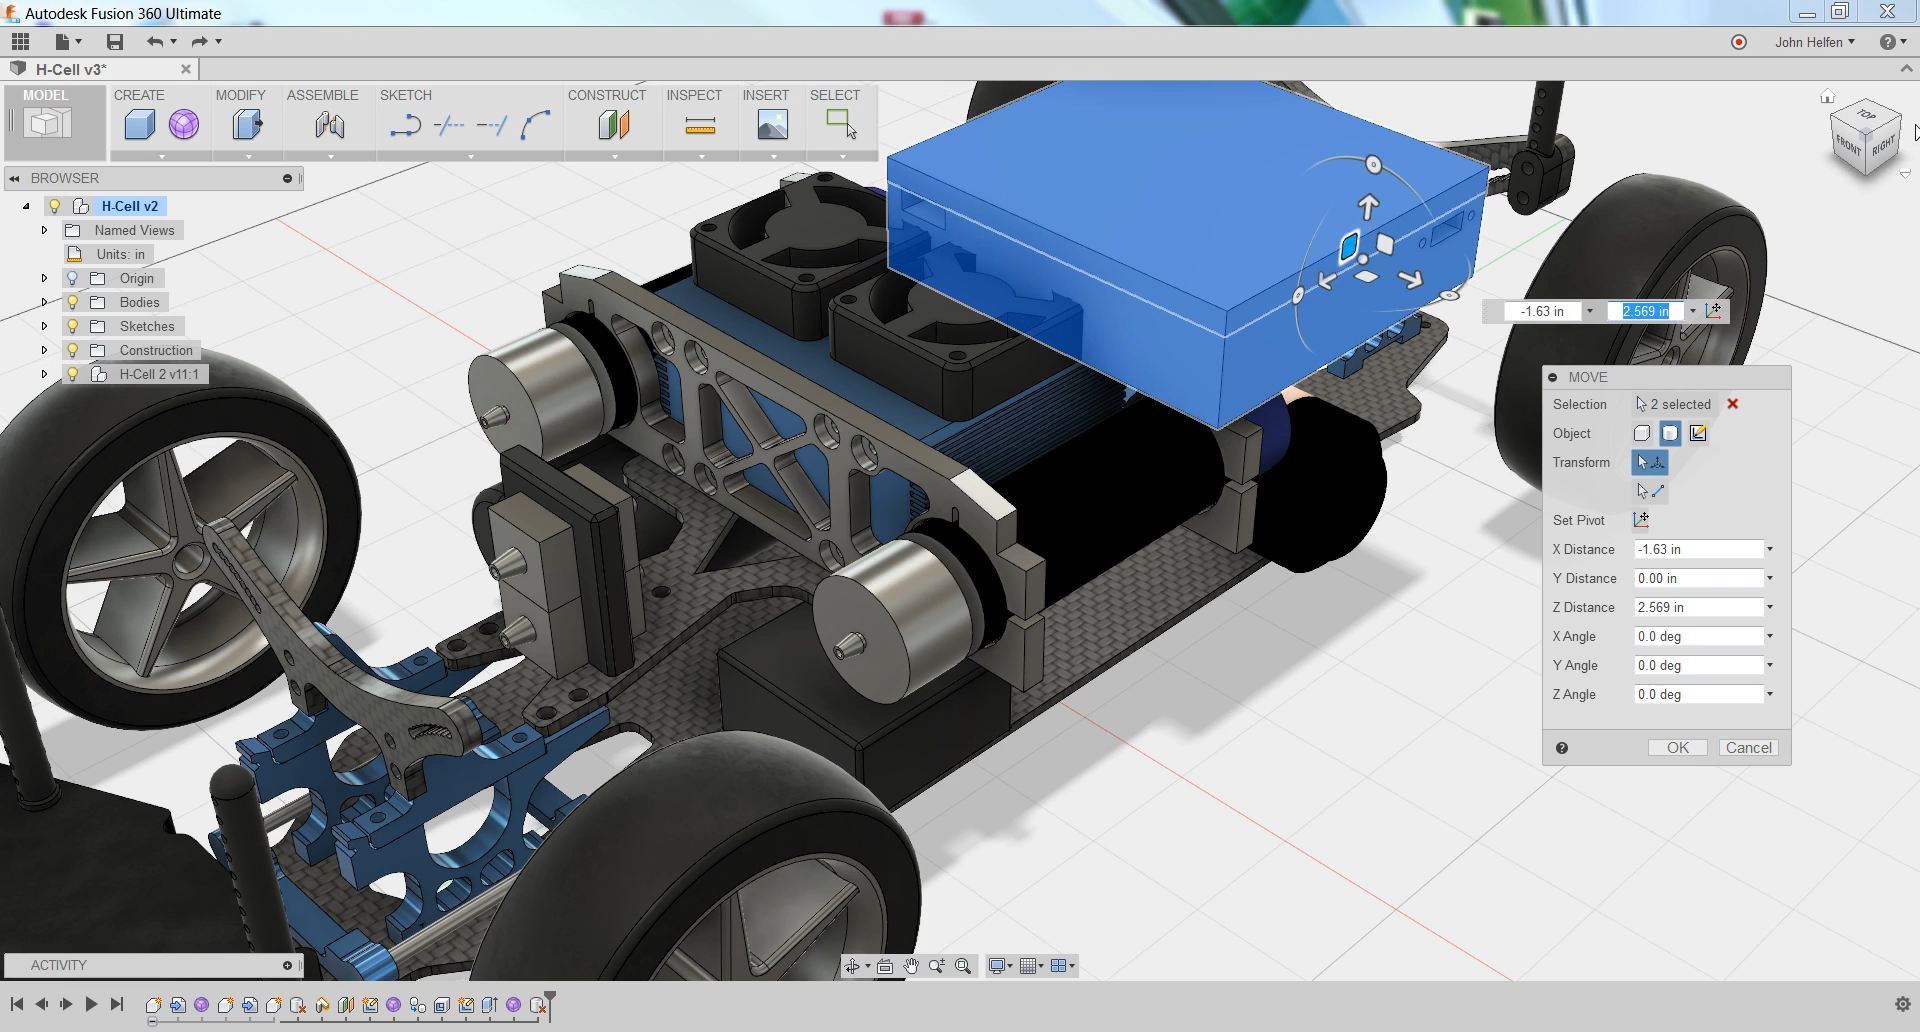 Autodesk Fusion 360 Ultimate
John Helfen
H-Cell v3*
MODEL
CREATE
MODIFY
ASSEMBLE
SKETCH
CONSTRUCT
INSPECT
INSERT
SELECT
TOP
FRONT
RIGHT
BROWSER
H-Cell v2
Named Views
Units: in
Origin
Bodies
Sketches
Construction
H-Cell 2 v11:1
-1.63 in
2.569 in
MOVE
Selection 2 selected
Object
Transform
Set Pivot
X Distance -1.63 in
Y Distance 0.00 in
Z Distance 2.569 in
X Angle 0.0 deg
Y Angle 0.0 deg
Z Angle 0.0 deg
OK Cancel
ACTIVITY